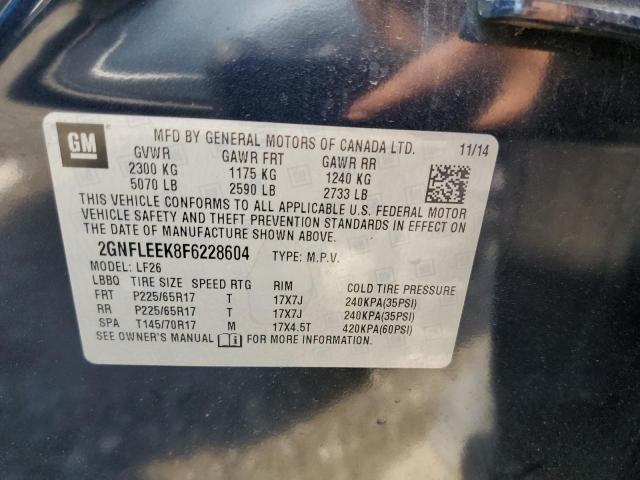 GM
MFD BY GENERAL MOTORS OF CANADA LTD. 11/14
GVWR GAWR FRT GAWR RR
2300 KG 1175 KG 1240 KG
5070 LB 2590 LB 2733 LB
THIS VEHICLE CONFORMS TO ALL APPLICABLE U.S. FEDERAL MOTOR
VEHICLE SAFETY AND THEFT PREVENTION STANDARDS IN EFFECT ON
THE DATE OF MANUFACTURE SHOWN ABOVE.
2GNFLEEK8F6228604 TYPE: M.P.V.
MODEL: LF26
LBBQ TIRE SIZE SPEED RTG RIM COLD TIRE PRESSURE
FRT P225/65R17 T 17X7J 240KPA(35PSI)
RR P225/65R17 T 17X7J 240KPA(35PSI)
SPA T145/70R17 M 17X4.5T 420KPA(60PSI)
SEE OWNER'S MANUAL FOR MORE INFORMATION.